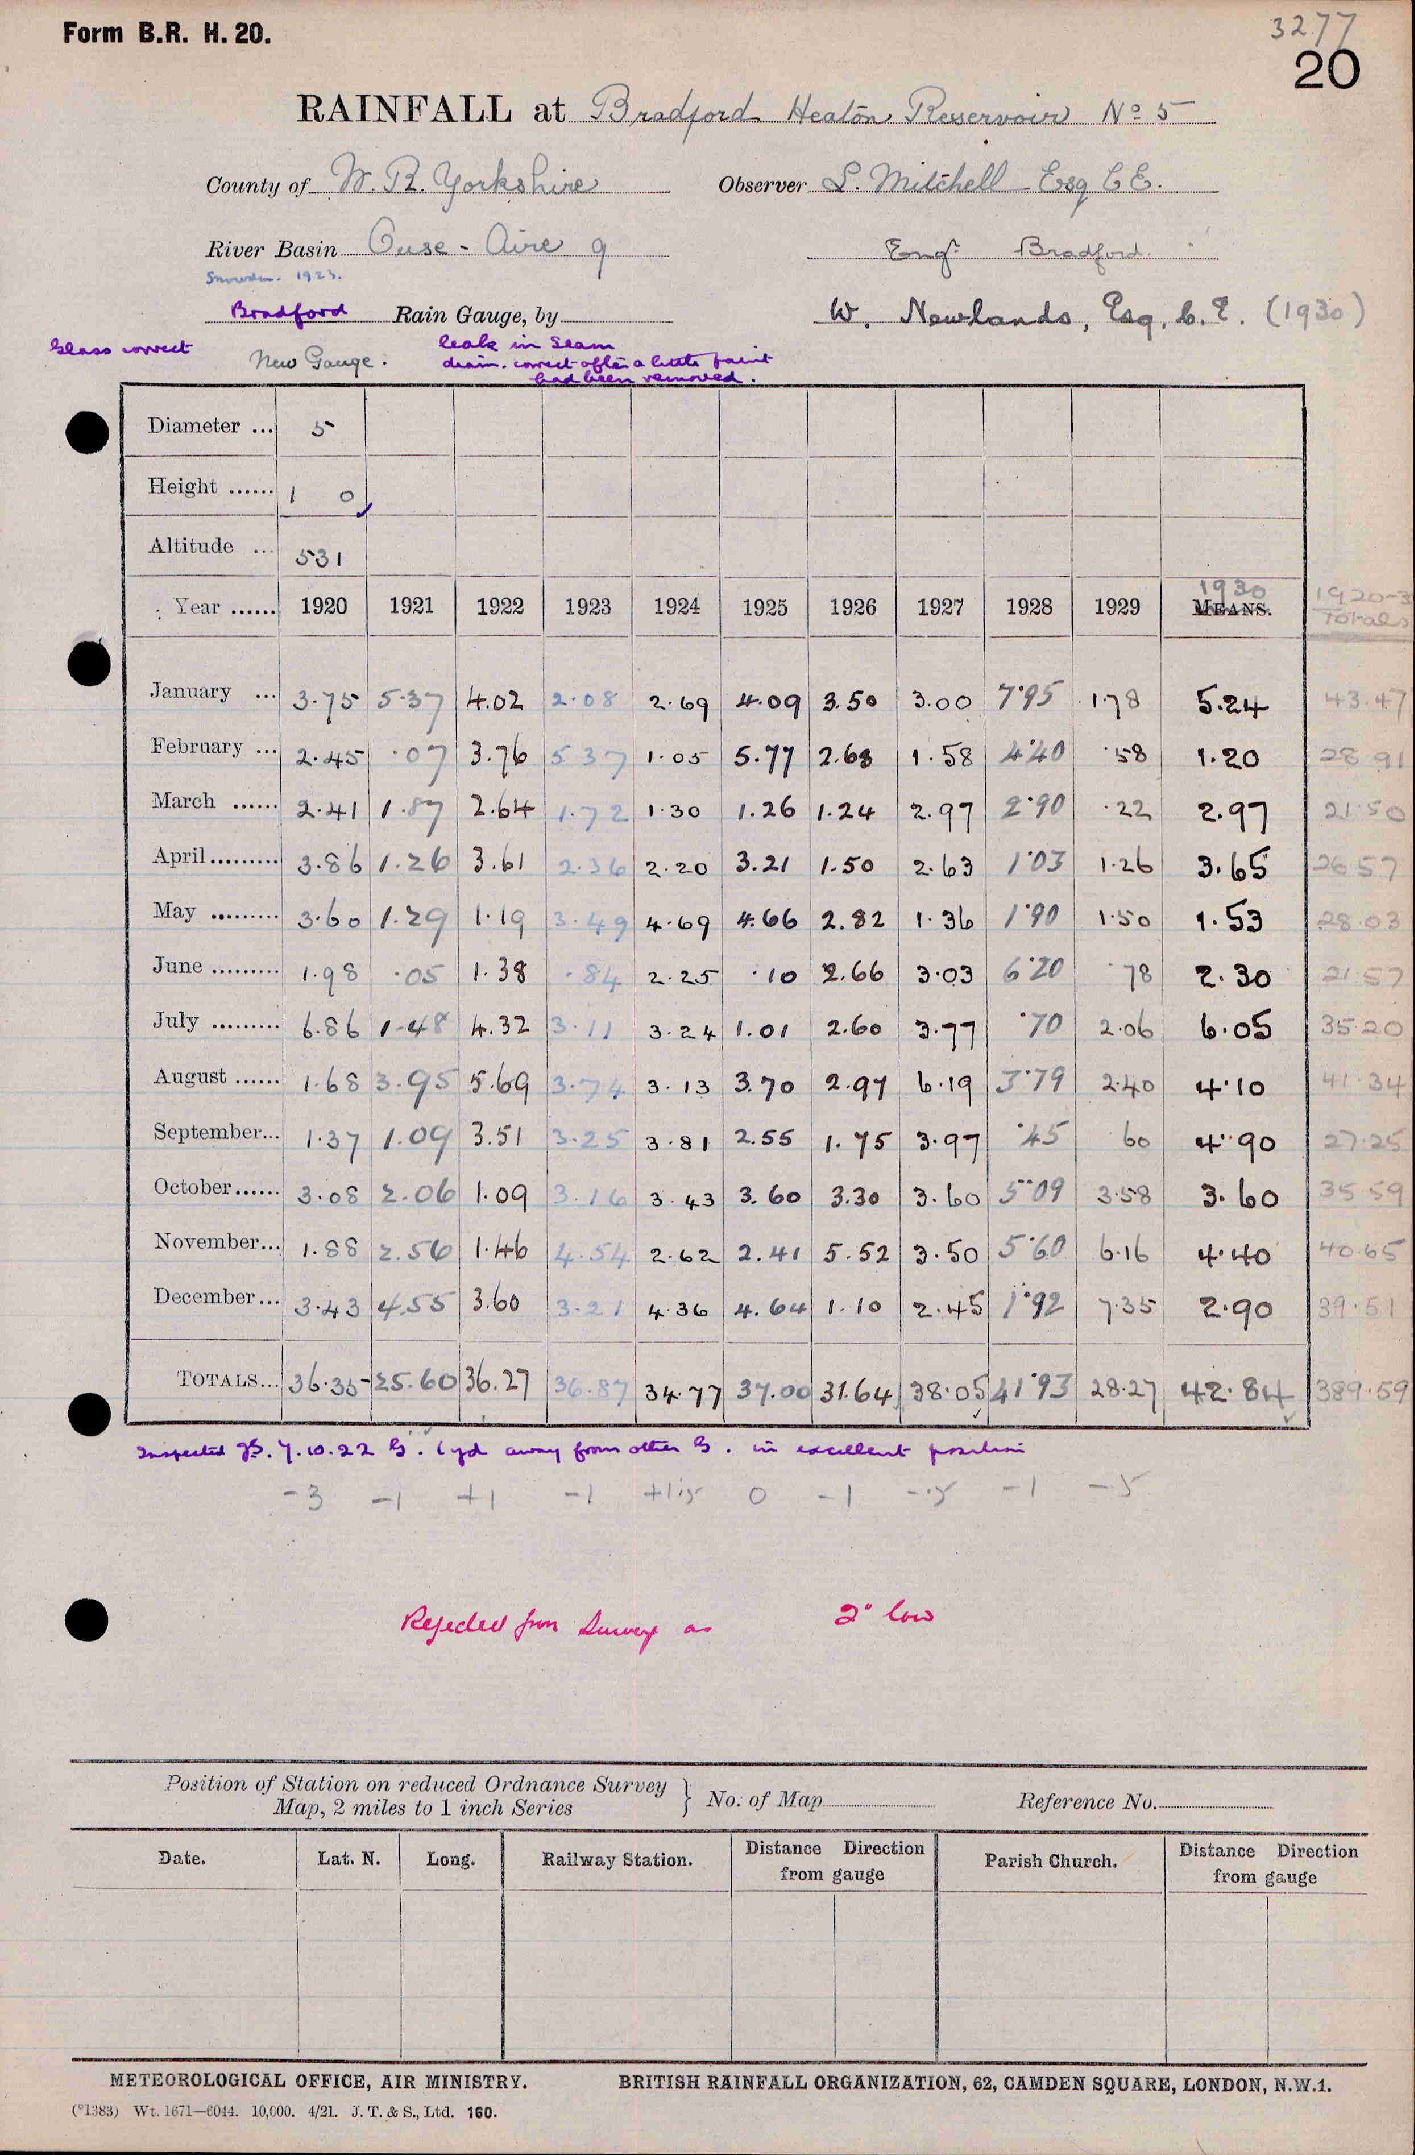 Form B.R. H. 20.
3277
20
RAINFALL at Bradford Heaton Reservoir Nº 5
County of W. R. Yorkshire Observer L. Mitchell Esq C.E.
River Basin Ouse - Aire 9 Engr. Bradford.
Snowdon. 1923.
Bradford Rain Gauge, by W. Newlands, Esq, C.E. (1930)
Glass correct New Gauge. leak in seam
drain. correct after a little paint
had been removed.
Diameter ... 5
Height ...... 1 0
Altitude ... 531
Year ...... 1920 1921 1922 1923 1924 1925 1926 1927 1928 1929 1930 MEANS. 1920-3 Totals
January ... 3.75 5.37 4.02 2.08 2.69 4.09 3.50 3.00 7.95 1.78 5.24 43.47
February ... 2.45 .07 3.76 5.37 1.05 5.77 2.68 1.58 4.40 .58 1.20 28.91
March ...... 2.41 1.87 2.64 1.72 1.30 1.26 1.24 2.97 2.90 .22 2.97 21.50
April ......... 3.86 1.26 3.61 2.36 2.20 3.21 1.50 2.63 1.03 1.26 3.65 26.57
May ......... 3.60 1.29 1.19 3.49 4.69 4.66 2.82 1.36 1.90 1.50 1.53 28.03
June ......... 1.98 .05 1.38 .84 2.25 .10 2.66 3.03 6.20 .78 2.30 21.57
July ......... 6.86 1.48 4.32 3.11 3.24 1.01 2.60 3.77 .70 2.06 6.05 35.20
August ...... 1.68 3.95 5.69 3.74 3.13 3.70 2.97 6.19 3.79 2.40 4.10 41.34
September... 1.37 1.09 3.51 3.25 3.81 2.55 1.75 3.97 .45 60 4.90 27.25
October ...... 3.08 2.06 1.09 3.16 3.43 3.60 3.30 3.60 5.09 3.58 3.60 35.59
November... 1.88 2.56 1.46 4.54 2.62 2.41 5.52 3.50 5.60 6.16 4.40 40.65
December... 3.43 4.55 3.60 3.21 4.36 4.64 1.10 2.45 1.92 7.35 2.90 39.51
TOTALS... 36.35 25.60 36.27 36.87 34.77 37.00 31.64 38.05 41.93 28.27 42.84 389.59
Inspected 7.10.22 G. 1 yd away from other G. in excellent position
-3 -1 +1 -1 0 -1 -.5 -1 -5
Rejected from Survey as 2" low
Position of Station on reduced Ordnance Survey
Map, 2 miles to 1 inch Series } No. of Map Reference No.
Date. Lat. N. Long. Railway Station. Distance Direction from gauge Parish Church. Distance Direction from gauge
METEOROLOGICAL OFFICE, AIR MINISTRY. BRITISH RAINFALL ORGANIZATION, 62, CAMDEN SQUARE, LONDON, N.W.1.
(*1383) Wt. 1671—6044. 10,000. 4/21. J. T. & S., Ltd. 160.